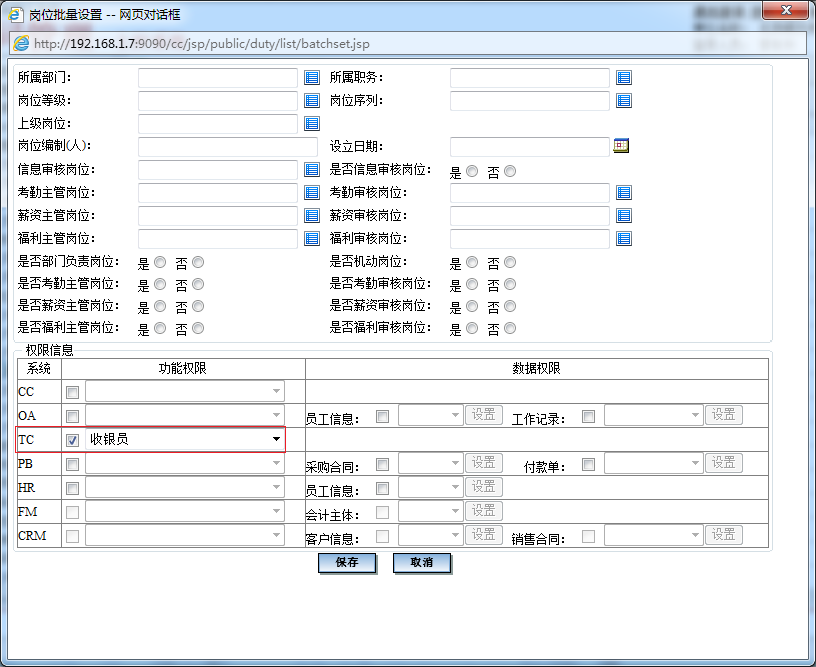 岗位批量设置 -- 网页对话框
http://192.168.1.7:9090/cc/jsp/public/duty/list/batchset.jsp
所属部门： 所属职务：
岗位等级： 岗位序列：
上级岗位：
岗位编制(人)： 设立日期：
信息审核岗位： 是否信息审核岗位： 是 否
考勤主管岗位： 考勤审核岗位：
薪资主管岗位： 薪资审核岗位：
福利主管岗位： 福利审核岗位：
是否部门负责岗位： 是 否 是否机动岗位： 是 否
是否考勤主管岗位： 是 否 是否考勤审核岗位： 是 否
是否薪资主管岗位： 是 否 是否薪资审核岗位： 是 否
是否福利主管岗位： 是 否 是否福利审核岗位： 是 否
权限信息
系统 功能权限 数据权限
CC
OA 员工信息： 设置 工作记录： 设置
TC 收银员
PB 采购合同： 设置 付款单： 设置
HR 员工信息： 设置
FM 会计主体： 设置
CRM 客户信息： 设置 销售合同： 设置
保存 取消